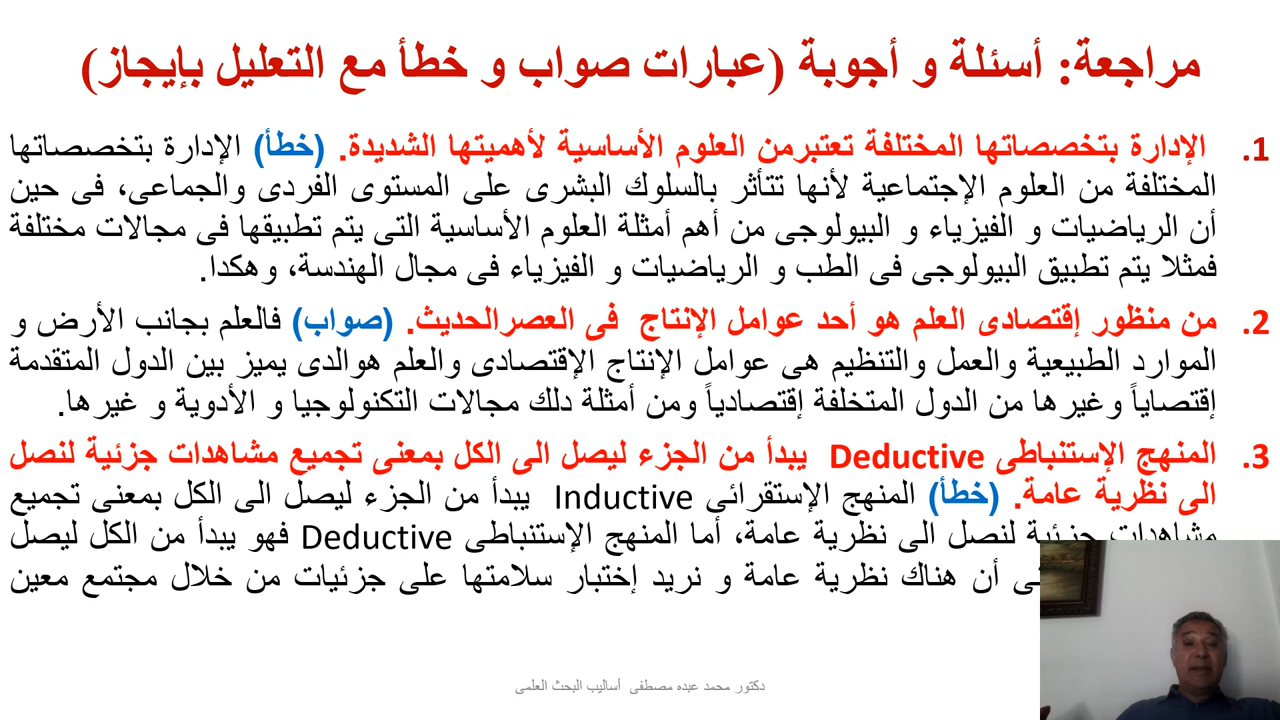 مراجعة: أسئلة و أجوبة (عبارات صواب و خطأ مع التعليل بإيجاز)
1. الإدارة بتخصصاتها المختلفة تعتبرمن العلوم الأساسية لأهميتها الشديدة. (خطأ) الإدارة بتخصصاتها
المختلفة من العلوم الإجتماعية لأنها تتأثر بالسلوك البشرى على المستوى الفردى والجماعى، فى حين
أن الرياضيات و الفيزياء و البيولوجى من أهم أمثلة العلوم الأساسية التى يتم تطبيقها فى مجالات مختلفة
فمثلا يتم تطبيق البيولوجى فى الطب و الرياضيات و الفيزياء فى مجال الهندسة، وهكدا.
2. من منظور إقتصادى العلم هو أحد عوامل الإنتاج فى العصرالحديث. (صواب) فالعلم بجانب الأرض و
الموارد الطبيعية والعمل والتنظيم هى عوامل الإنتاج الإقتصادى والعلم هوالدى يميز بين الدول المتقدمة
إقتصاياً وغيرها من الدول المتخلفة إقتصادياً ومن أمثلة دلك مجالات التكنولوجيا و الأدوية و غيرها.
3. المنهج الإستنباطى Deductive يبدأ من الجزء ليصل الى الكل بمعنى تجميع مشاهدات جزئية لنصل
الى نظرية عامة. (خطأ) المنهج الإستقرائى Inductive يبدأ من الجزء ليصل الى الكل بمعنى تجميع
مشاهدات جزئية لنصل الى نظرية عامة، أما المنهج الإستنباطى Deductive فهو يبدأ من الكل ليصل
أن هناك نظرية عامة و نريد إختبار سلامتها على جزئيات من خلال مجتمع معين
دكتور محمد عبده مصطفى أساليب البحث العلمى